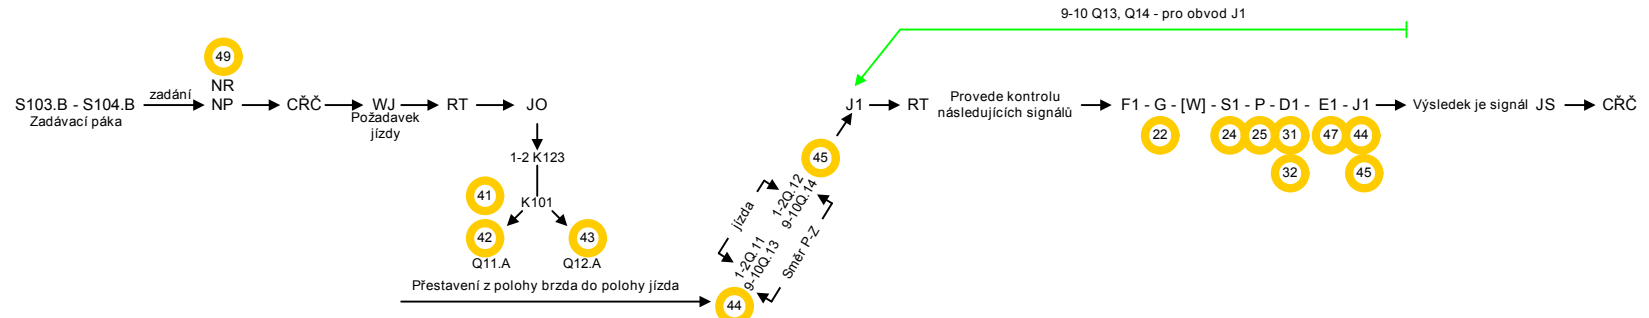 9-10 Q13, Q14 - pro obvod J1
49
NR
S103.B - S104.B
zadání
NP
CŘČ
WJ
RT
JO
Zadávací páka
Požadavek
jízdy
J1
RT
Provede kontrolu
následujících signálů
F1 - G - [W] - S1 - P - D1 - E1 - J1
Výsledek je signál JS
CŘČ
22
24
25
31
47
44
32
45
1-2 K123
K101
41
42
43
Q11.A
Q12.A
Přestavení z polohy brzda do polohy jízda
44
45
jízda
1-2Q.12
9-10Q.14
1-2Q.11
9-10Q.13
Směr P-Z